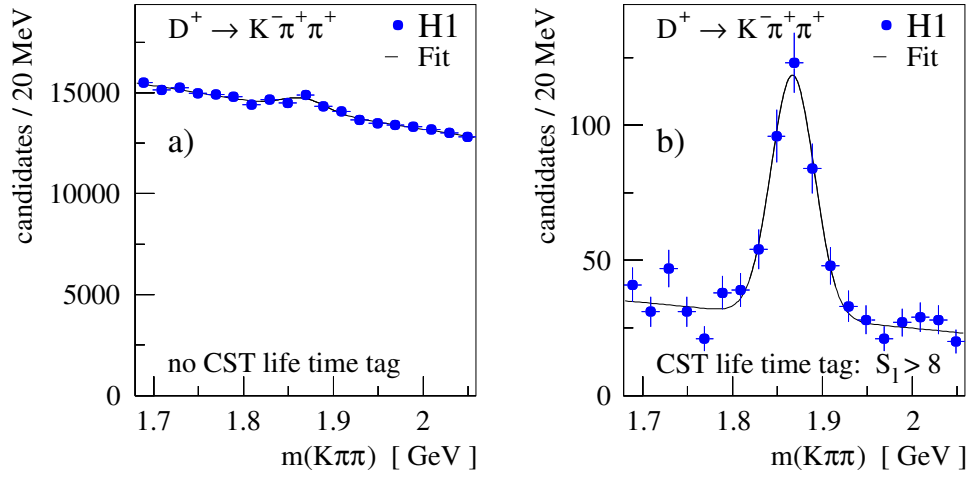 D⁺ → K⁻π⁺π⁺
H1
Fit
candidates / 20 MeV
15000
10000
5000
0
a)
no CST life time tag
1.7 1.8 1.9 2
m(Kππ) [ GeV ]
D⁺ → K⁻π⁺π⁺
H1
Fit
candidates / 20 MeV
100
50
0
b)
CST life time tag: S_l > 8
1.7 1.8 1.9 2
m(Kππ) [ GeV ]